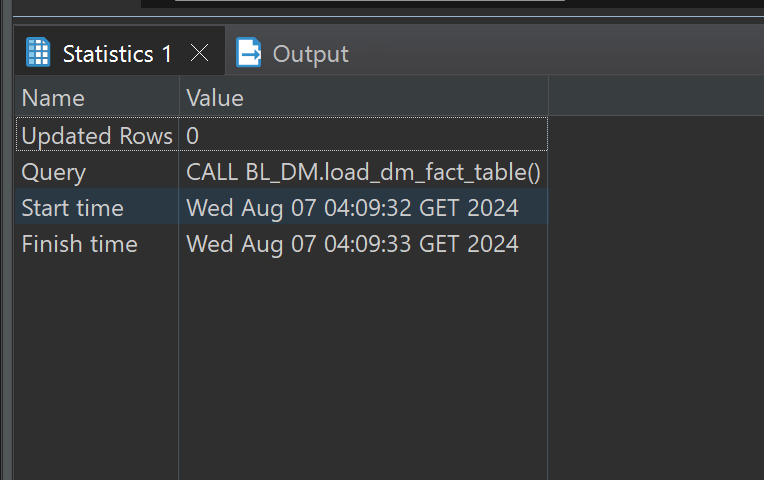 Statistics 1 Output
Name Value
Updated Rows 0
Query CALL BL_DM.load_dm_fact_table()
Start time Wed Aug 07 04:09:32 GET 2024
Finish time Wed Aug 07 04:09:33 GET 2024